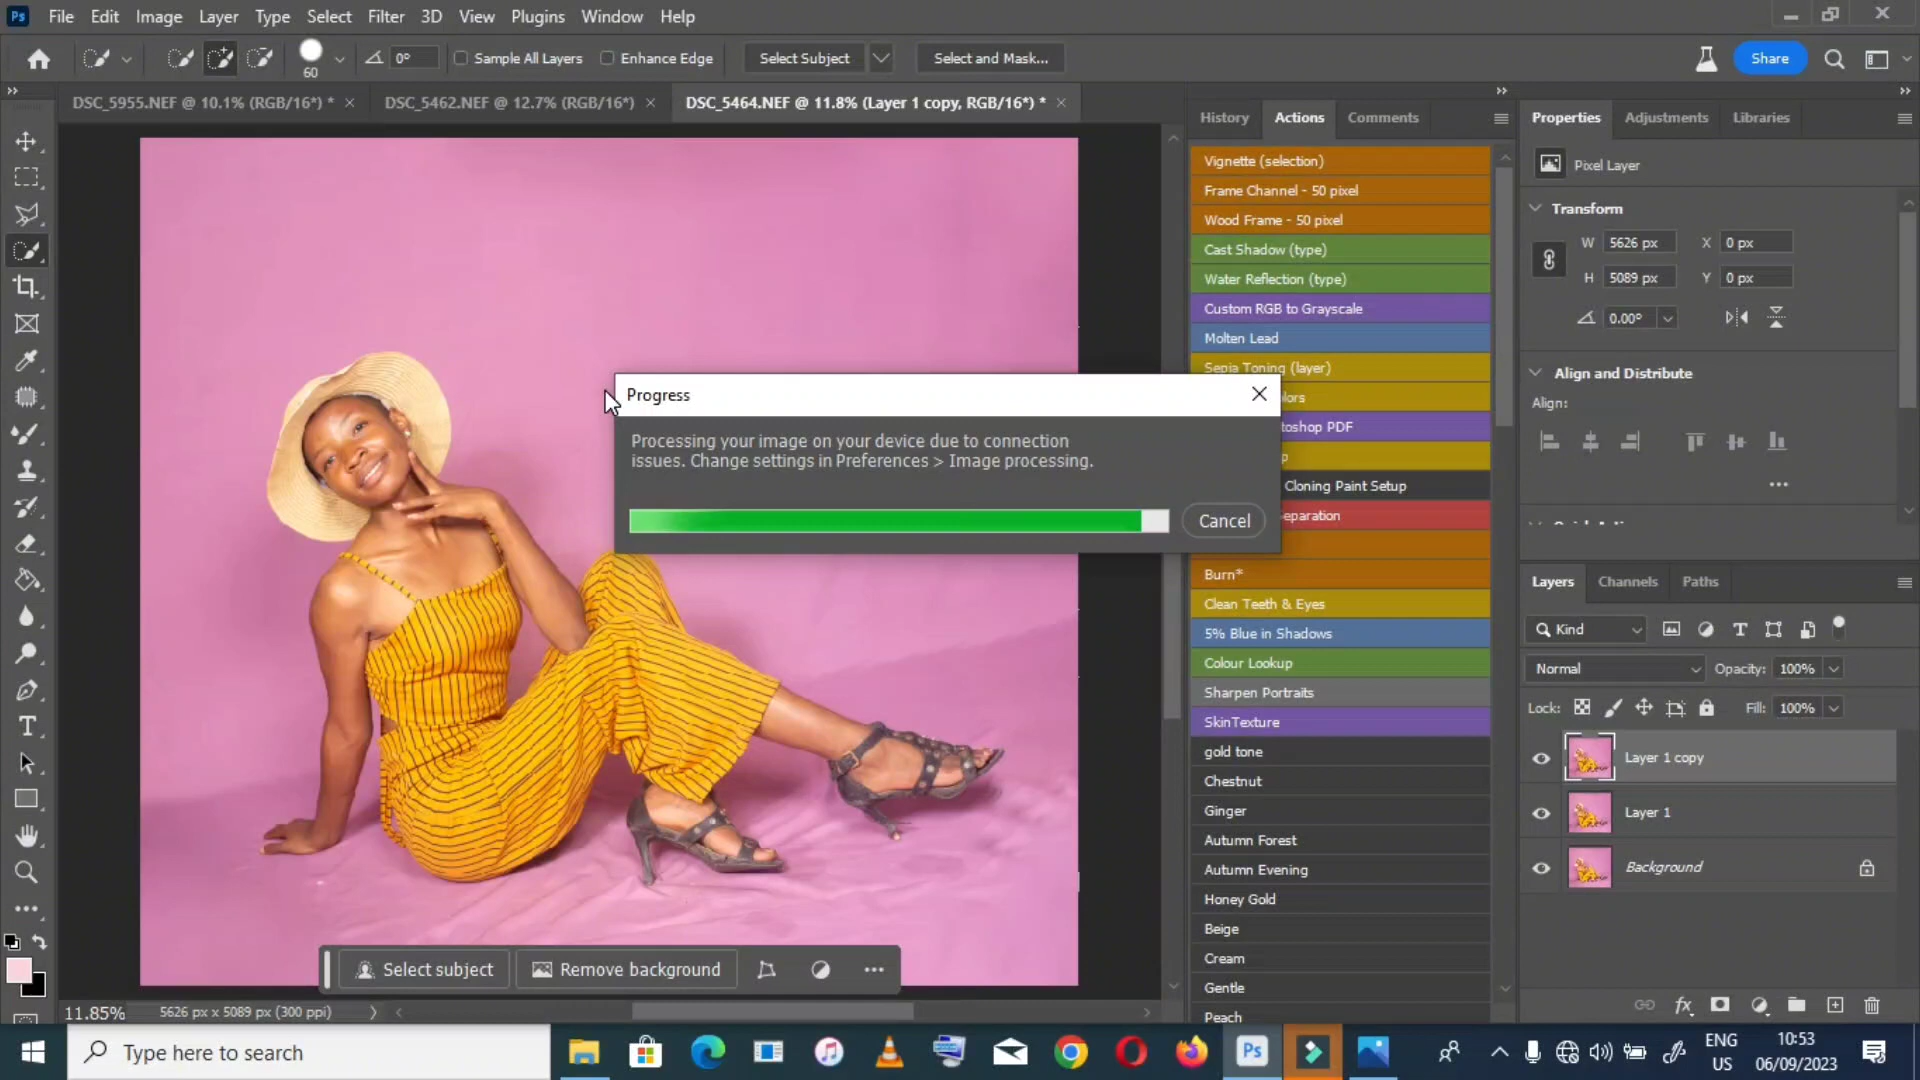 Ps File Edit Image Layer Type Select Filter 3D View Plugins Window Help
60 0° Sample All Layers Enhance Edge Select Subject Select and Mask... Share
DSC_5955.NEF @ 10.1% (RGB/16*) * DSC_5462.NEF @ 12.7% (RGB/16*) DSC_5464.NEF @ 11.8% (Layer 1 copy, RGB/16*) *
History Actions Comments
Vignette (selection)
Frame Channel - 50 pixel
Wood Frame - 50 pixel
Cast Shadow (type)
Water Reflection (type)
Custom RGB to Grayscale
Molten Lead
Sepia Toning (layer)
lors
toshop PDF
p
Cloning Paint Setup
eparation
Burn*
Clean Teeth & Eyes
5% Blue in Shadows
Colour Lookup
Sharpen Portraits
SkinTexture
gold tone
Chestnut
Ginger
Autumn Forest
Autumn Evening
Honey Gold
Beige
Cream
Gentle
Peach
Progress
Processing your image on your device due to connection
issues. Change settings in Preferences > Image processing.
Cancel
Properties Adjustments Libraries
Pixel Layer
Transform
W 5626 px X 0 px
H 5089 px Y 0 px
0.00°
Align and Distribute
Align:
Layers Channels Paths
Kind
Normal Opacity: 100%
Lock: Fill: 100%
Layer 1 copy
Layer 1
Background
Select subject Remove background
11.85% 5626 px x 5089 px (300 ppi)
Type here to search
Ps
ENG
US
10:53
06/09/2023